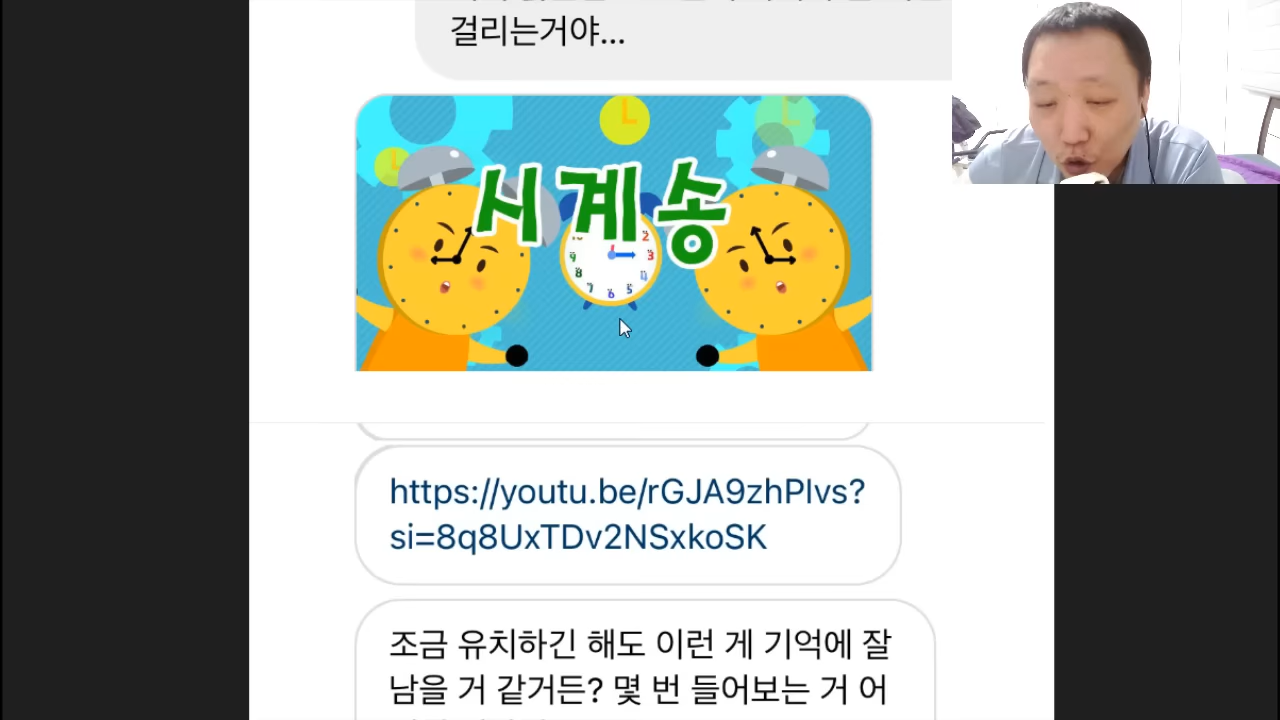 걸리는거야...
시계송
https://youtu.be/rGJA9zhPlvs?
si=8q8UxTDv2NSxkoSK
조금 유치하긴 해도 이런 게 기억에 잘
남을 거 같거든? 몇 번 들어보는 거 어